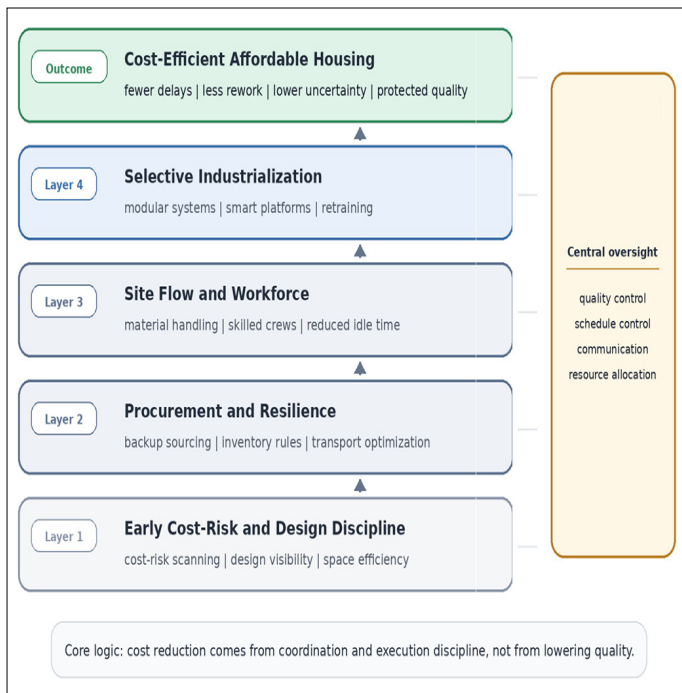 Outcome
Cost-Efficient Affordable Housing
fewer delays | less rework | lower uncertainty | protected quality
Layer 4
Selective Industrialization
modular systems | smart platforms | retraining
Layer 3
Site Flow and Workforce
material handling | skilled crews | reduced idle time
Layer 2
Procurement and Resilience
backup sourcing | inventory rules | transport optimization
Layer 1
Early Cost-Risk and Design Discipline
cost-risk scanning | design visibility | space efficiency
Central oversight
quality control
schedule control
communication
resource allocation
Core logic: cost reduction comes from coordination and execution discipline, not from lowering quality.